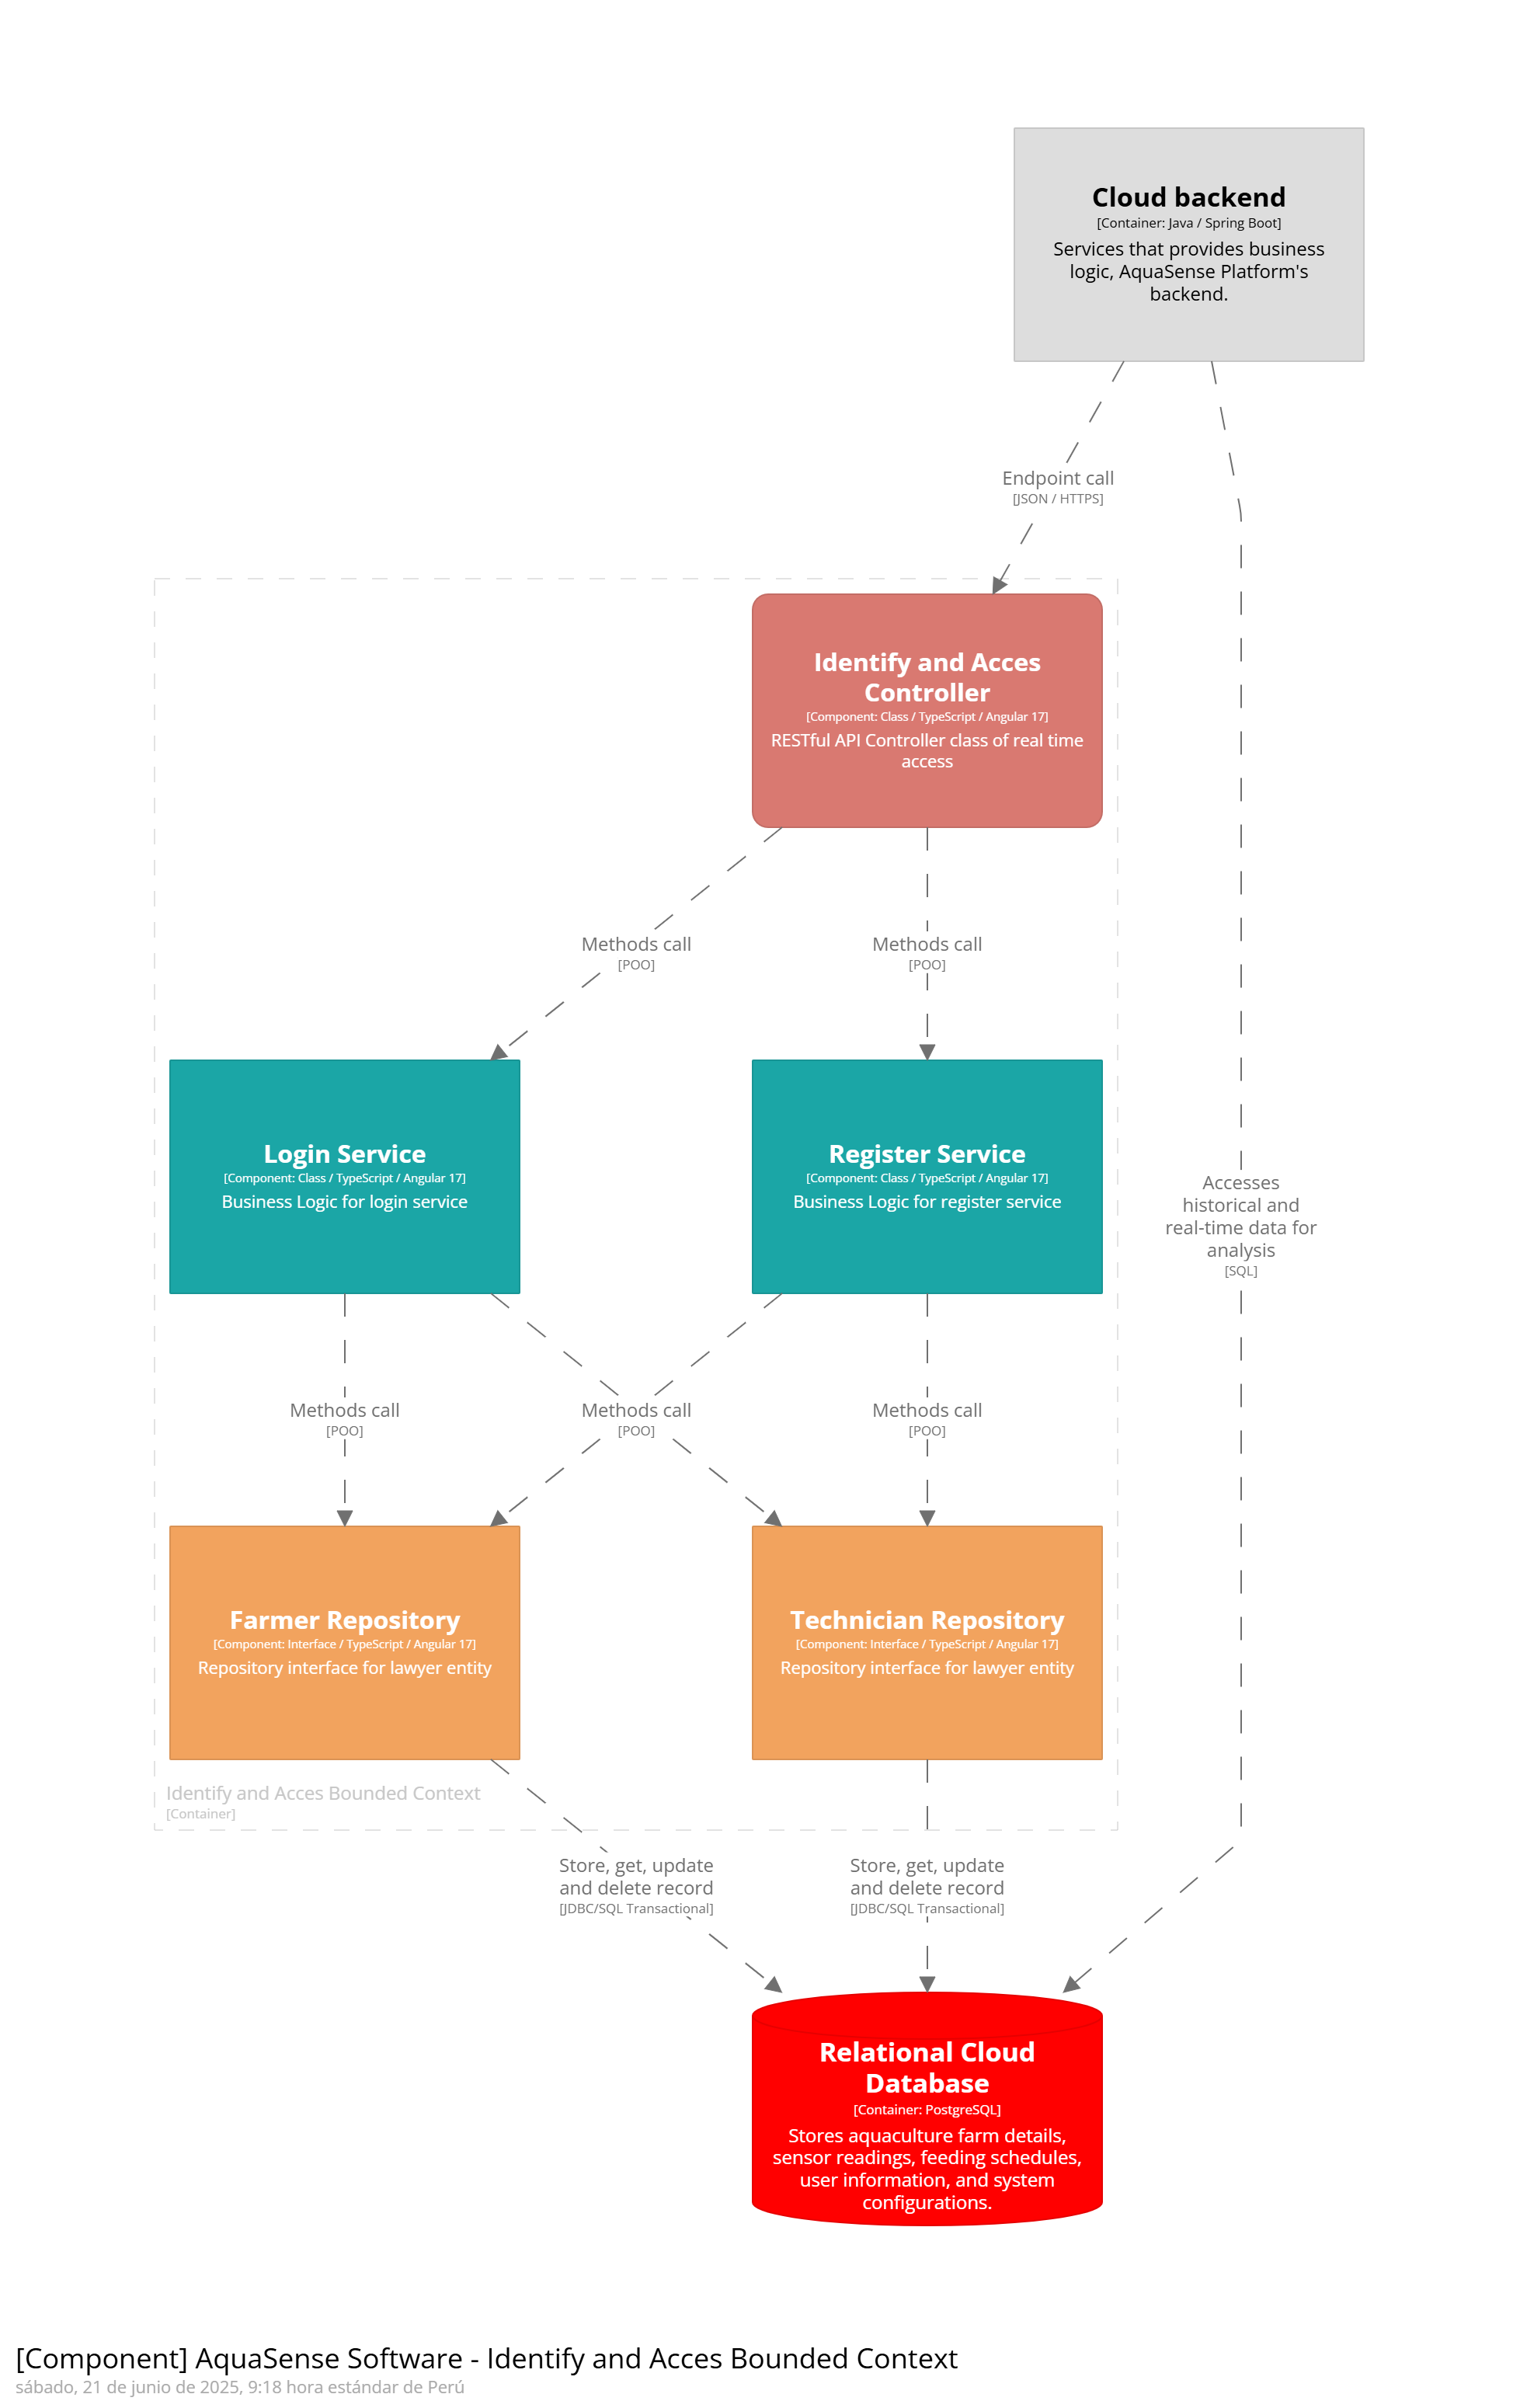 Cloud backend
[Container: Java / Spring Boot]
Services that provides business
logic, AquaSense Platform's
backend.
Endpoint call
[JSON / HTTPS]
Identify and Acces
Controller
[Component: Class / TypeScript / Angular 17]
RESTful API Controller class of real time
access
Methods call
[POO]
Methods call
[POO]
Login Service
[Component: Class / TypeScript / Angular 17]
Business Logic for login service
Register Service
[Component: Class / TypeScript / Angular 17]
Business Logic for register service
Accesses
historical and
real-time data for
analysis
[SQL]
Methods call
[POO]
Methods call
[POO]
Methods call
[POO]
Farmer Repository
[Component: Interface / TypeScript / Angular 17]
Repository interface for lawyer entity
Technician Repository
[Component: Interface / TypeScript / Angular 17]
Repository interface for lawyer entity
Identify and Acces Bounded Context
[Container]
Store, get, update
and delete record
[JDBC/SQL Transactional]
Store, get, update
and delete record
[JDBC/SQL Transactional]
Relational Cloud
Database
[Container: PostgreSQL]
Stores aquaculture farm details,
sensor readings, feeding schedules,
user information, and system
configurations.
[Component] AquaSense Software - Identify and Acces Bounded Context
sábado, 21 de junio de 2025, 9:18 hora estándar de Perú